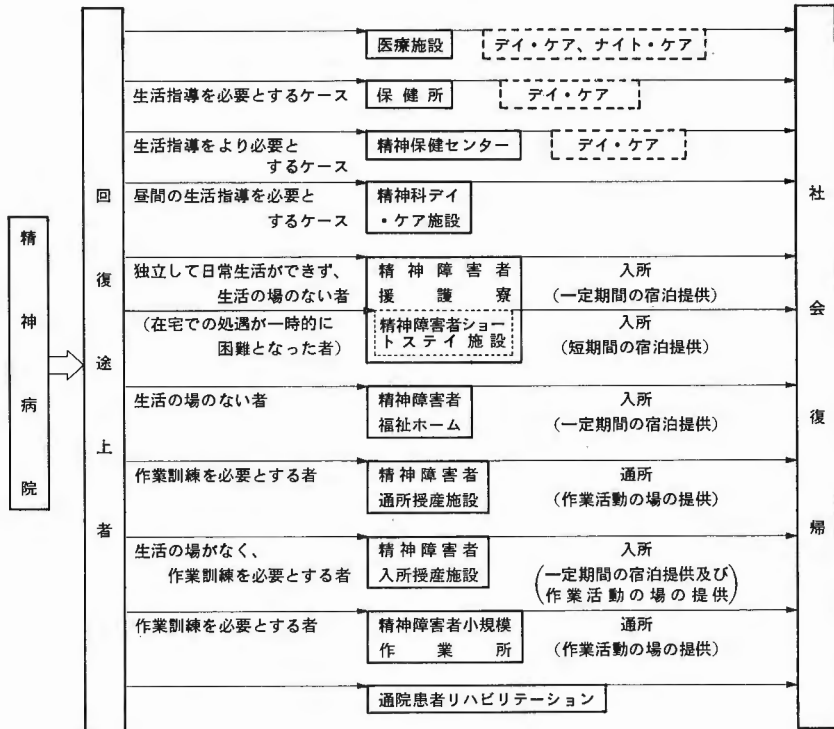 精神病院
回復途上者
医療施設 デイ・ケア、ナイト・ケア
生活指導を必要とするケース 保健所 デイ・ケア
生活指導をより必要と
するケース
精神保健センター デイ・ケア
昼間の生活指導を必要と
するケース
精神科デイ
・ケア施設
独立して日常生活ができず、
生活の場のない者
精神障害者
援護寮
入所
(一定期間の宿泊提供)
(在宅での処遇が一時的に
困難となった者)
精神障害者ショー
トステイ施設
入所
(短期間の宿泊提供)
生活の場のない者
精神障害者
福祉ホーム
入所
(一定期間の宿泊提供)
作業訓練を必要とする者
精神障害者
通所授産施設
通所
(作業活動の場の提供)
生活の場がなく、
作業訓練を必要とする者
精神障害者
入所授産施設
入所
(一定期間の宿泊提供及び
作業活動の場の提供)
作業訓練を必要とする者
精神障害者小規模
作業所
通所
(作業活動の場の提供)
通院患者リハビリテーション
社会復帰